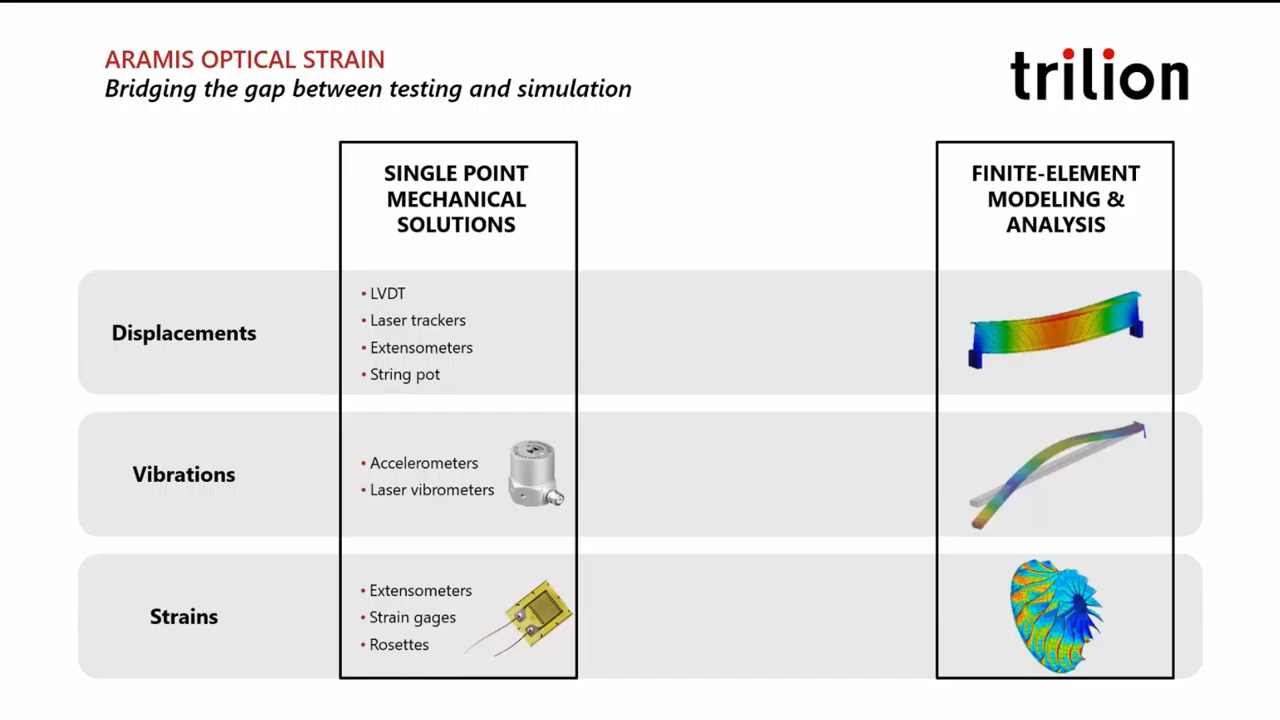 ARAMIS OPTICAL STRAIN
Bridging the gap between testing and simulation
trilion
SINGLE POINT
MECHANICAL
SOLUTIONS
FINITE-ELEMENT
MODELING &
ANALYSIS
Displacements
• LVDT
• Laser trackers
• Extensometers
• String pot
Vibrations
• Accelerometers
• Laser vibrometers
Strains
• Extensometers
• Strain gages
• Rosettes